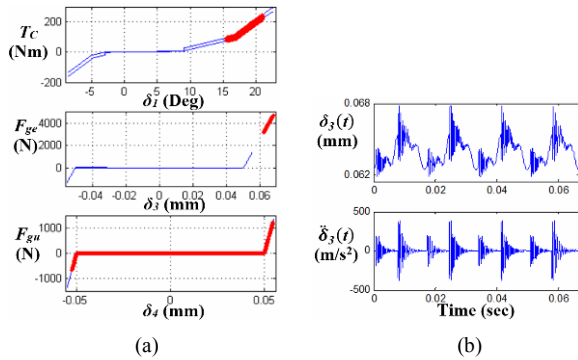 T_C
(Nm)
200
0
-200
-5 0 5 10 15 20
δ_1 (Deg)
F_ge
(N)
4000
2000
0
-0.04 -0.02 0 0.02 0.04 0.06
δ_3 (mm)
F_gu
(N)
1000
0
-1000
-0.05 0 0.05
δ_4 (mm)
(a)
0.068
δ_3(t)
(mm)
0.062
0 0.02 0.04 0.06
500
δ̈_3(t)
(m/s²)
-500
0 0.02 0.04 0.06
Time (sec)
(b)